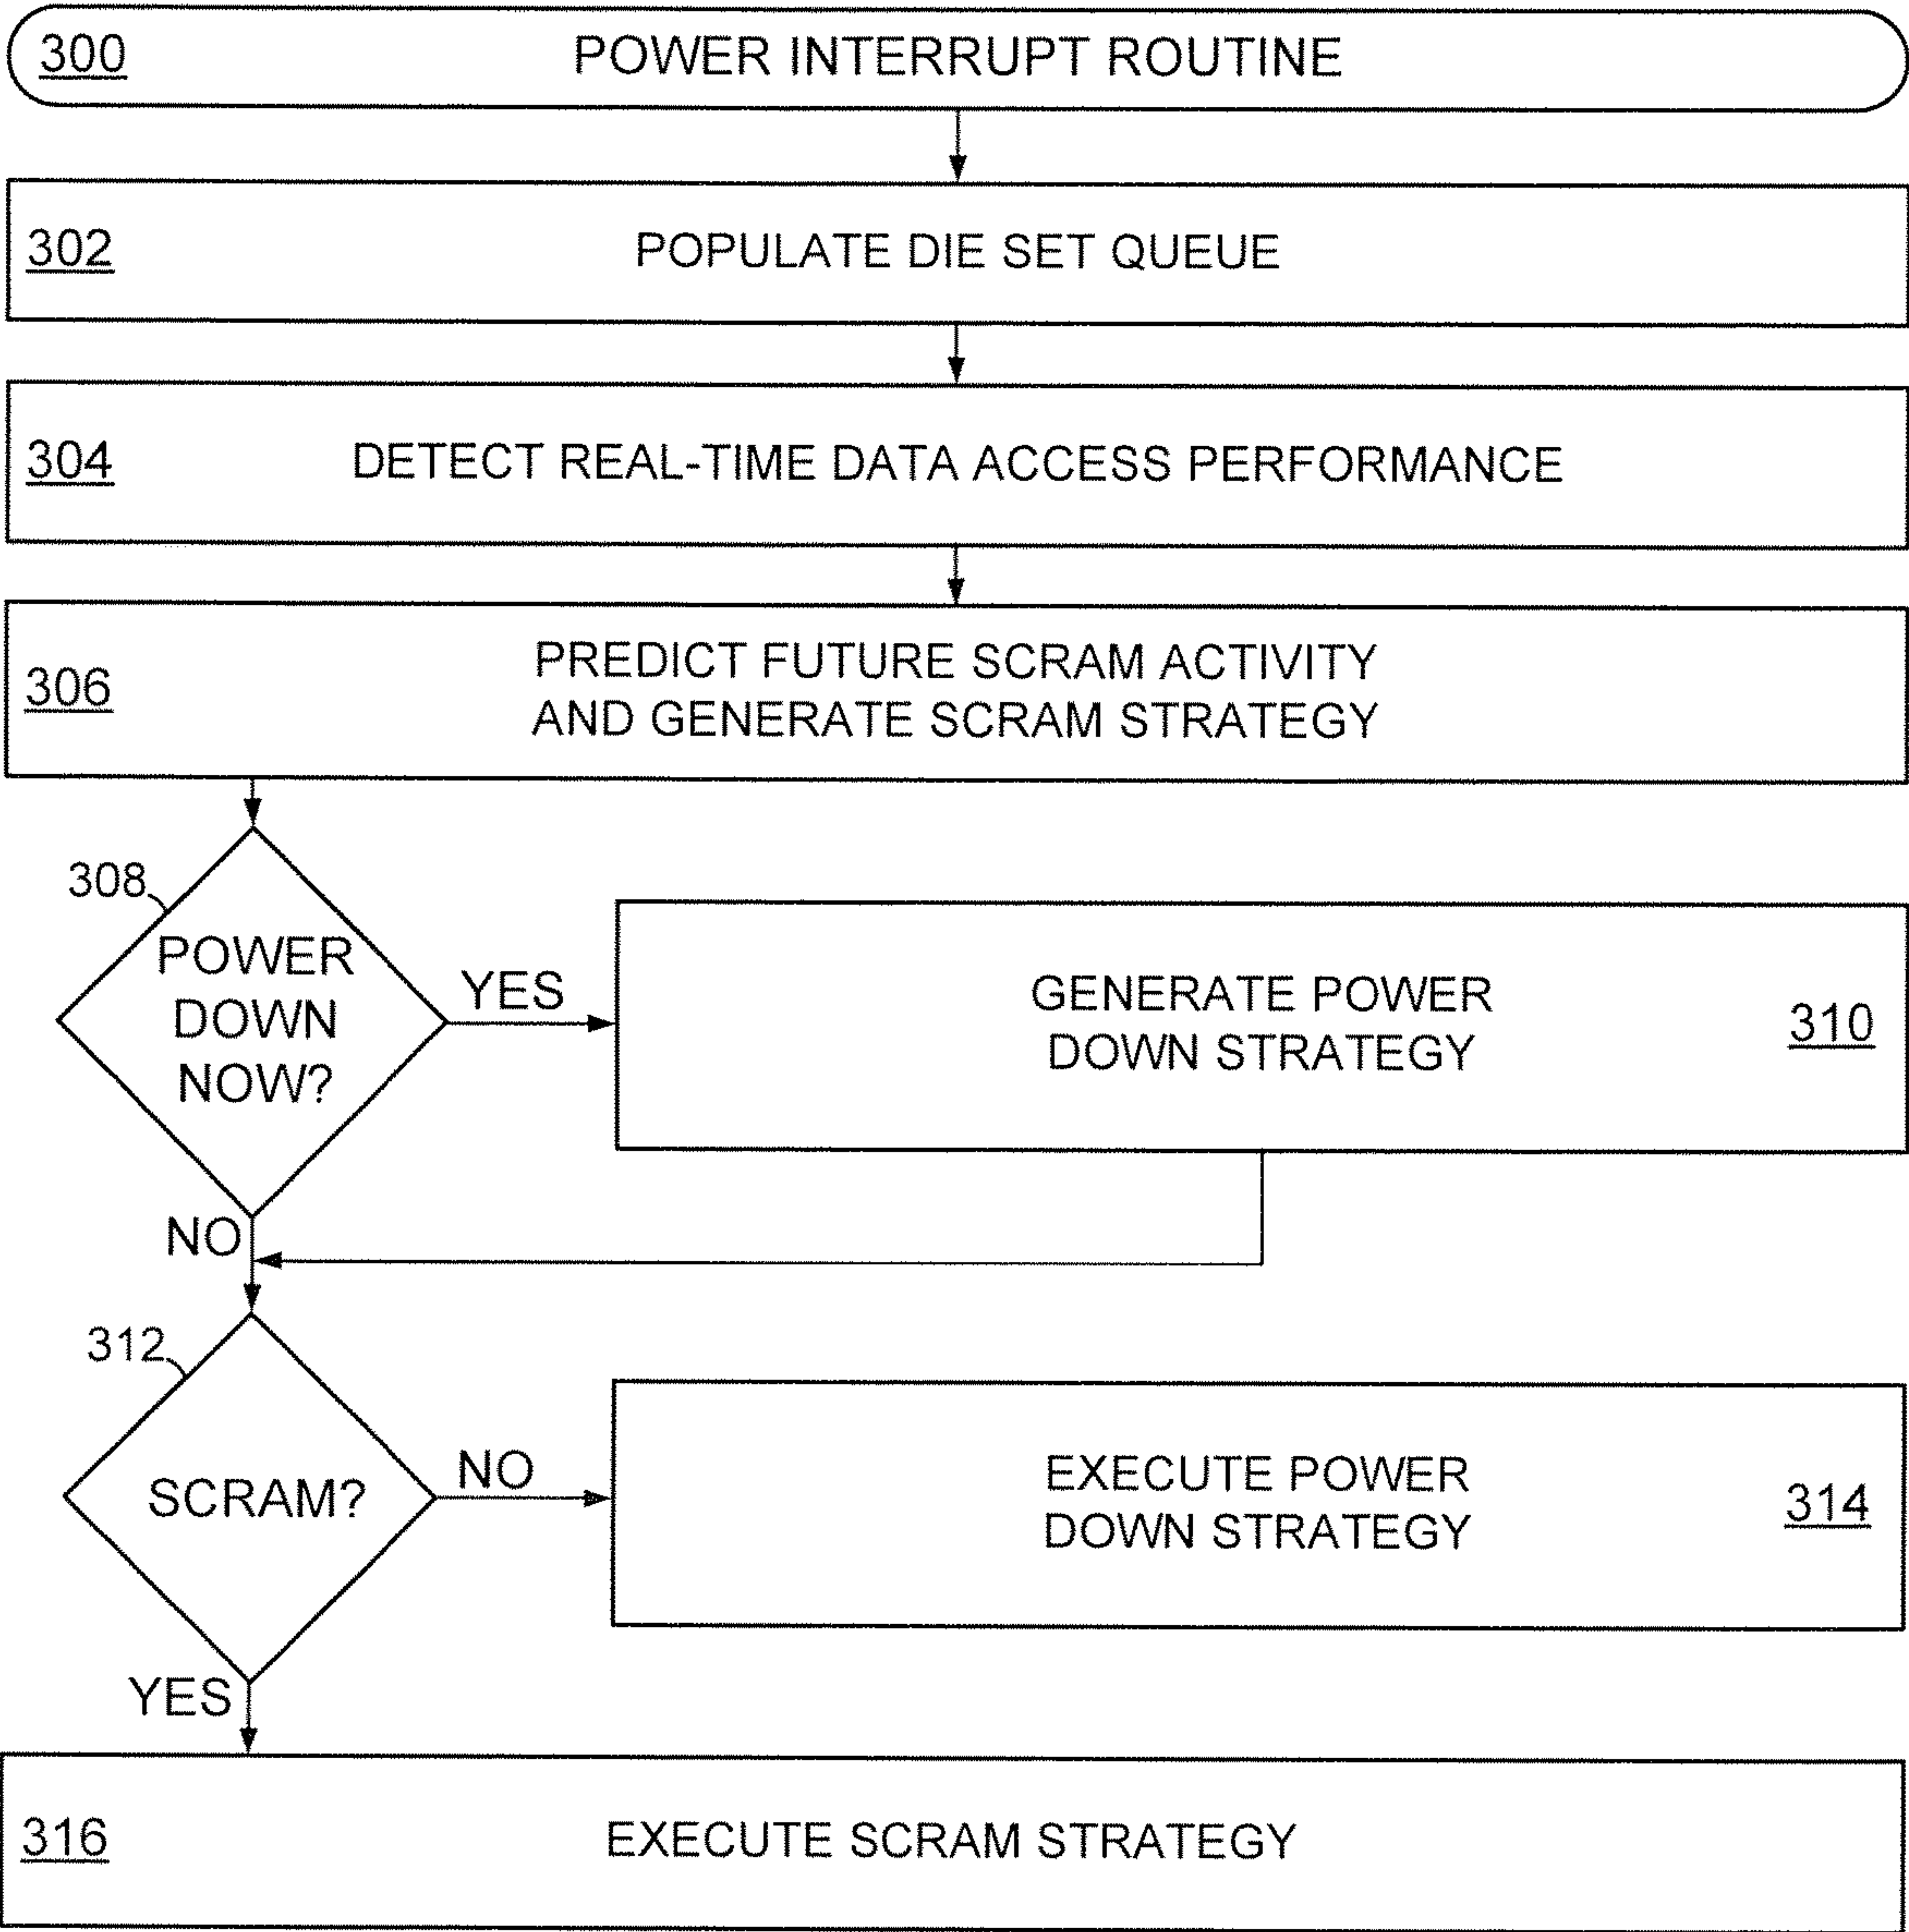 300 POWER INTERRUPT ROUTINE
302 POPULATE DIE SET QUEUE
304 DETECT REAL-TIME DATA ACCESS PERFORMANCE
306 PREDICT FUTURE SCRAM ACTIVITY
AND GENERATE SCRAM STRATEGY
308
POWER
DOWN
NOW?
YES
GENERATE POWER
DOWN STRATEGY
310
NO
312
SCRAM?
NO
EXECUTE POWER
DOWN STRATEGY
314
YES
316 EXECUTE SCRAM STRATEGY